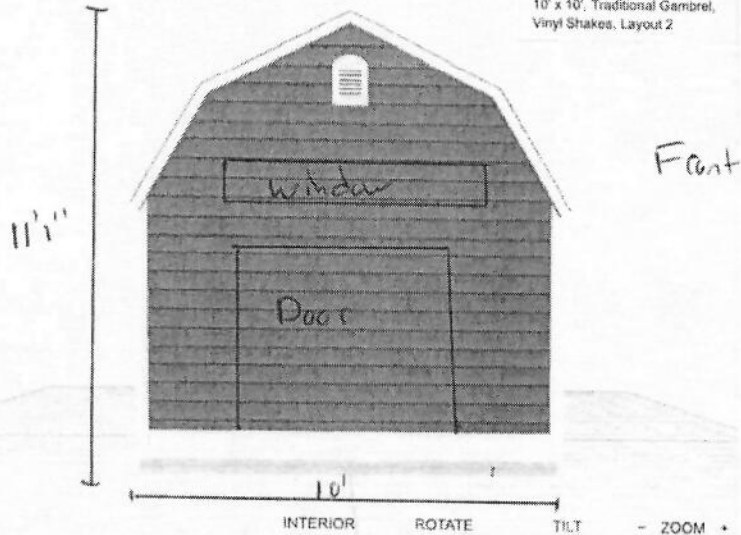 10' x 10', Traditional Gambrel,
Vinyl Shakes, Layout 2
Window
Front
11'1"
Door
10'
INTERIOR ROTATE TILT - ZOOM +